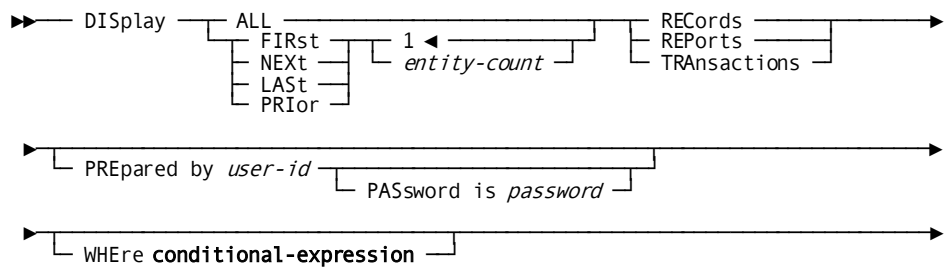 DISplay ALL RECords
FIRst 1 REPorts
NEXt entity-count TRAnsactions
LASt
PRIor
PREpared by user-id
PASsword is password
WHEre conditional-expression